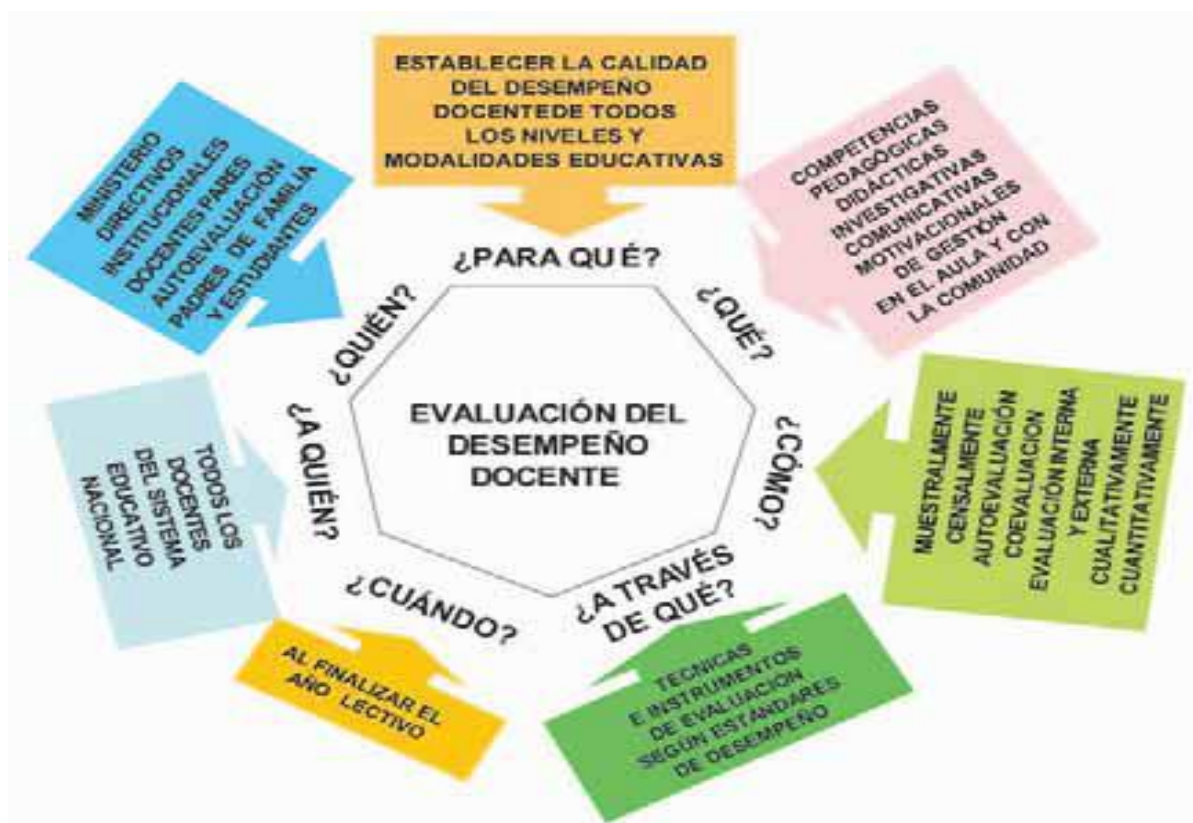 ESTABLECER LA CALIDAD
DEL DESEMPEÑO
DOCENTEDE TODOS
LOS NIVELES Y
MODALIDADES EDUCATIVAS
¿PARA QUÉ?
COMPETENCIAS
PEDAGÓGICAS
DIDÁCTICAS
INVESTIGATIVAS
COMUNICATIVAS
MOTIVACIONALES
DE GESTIÓN
EN EL AULA Y CON
LA COMUNIDAD
¿QUÉ?
MUESTRALMENTE
CENSALMENTE
AUTOEVALUACIÓN
COEVALUACION
EVALUACIÓN INTERNA
Y EXTERNA
CUALITATIVAMENTE
CUANTITATIVAMENTE
¿CÓMO?
TECNICAS
E INSTRUMENTOS
DE EVALUACION
SEGÚN ESTÁNDARES
DE DESEMPEÑO
¿A TRAVÉS
DE QUÉ?
AL FINALIZAR EL
AÑO LECTIVO
¿CUÁNDO?
TODOS LOS
DOCENTES
DEL SISTEMA
EDUCATIVO
NACIONAL
¿A QUIÉN?
MINISTERIO
DIRECTIVOS
INSTITUCIONALES
DOCENTES PARES
AUTOEVALUACIÓN
PADRES DE FAMILIA
Y ESTUDIANTES
¿QUIÉN?
EVALUACIÓN DEL
DESEMPEÑO
DOCENTE